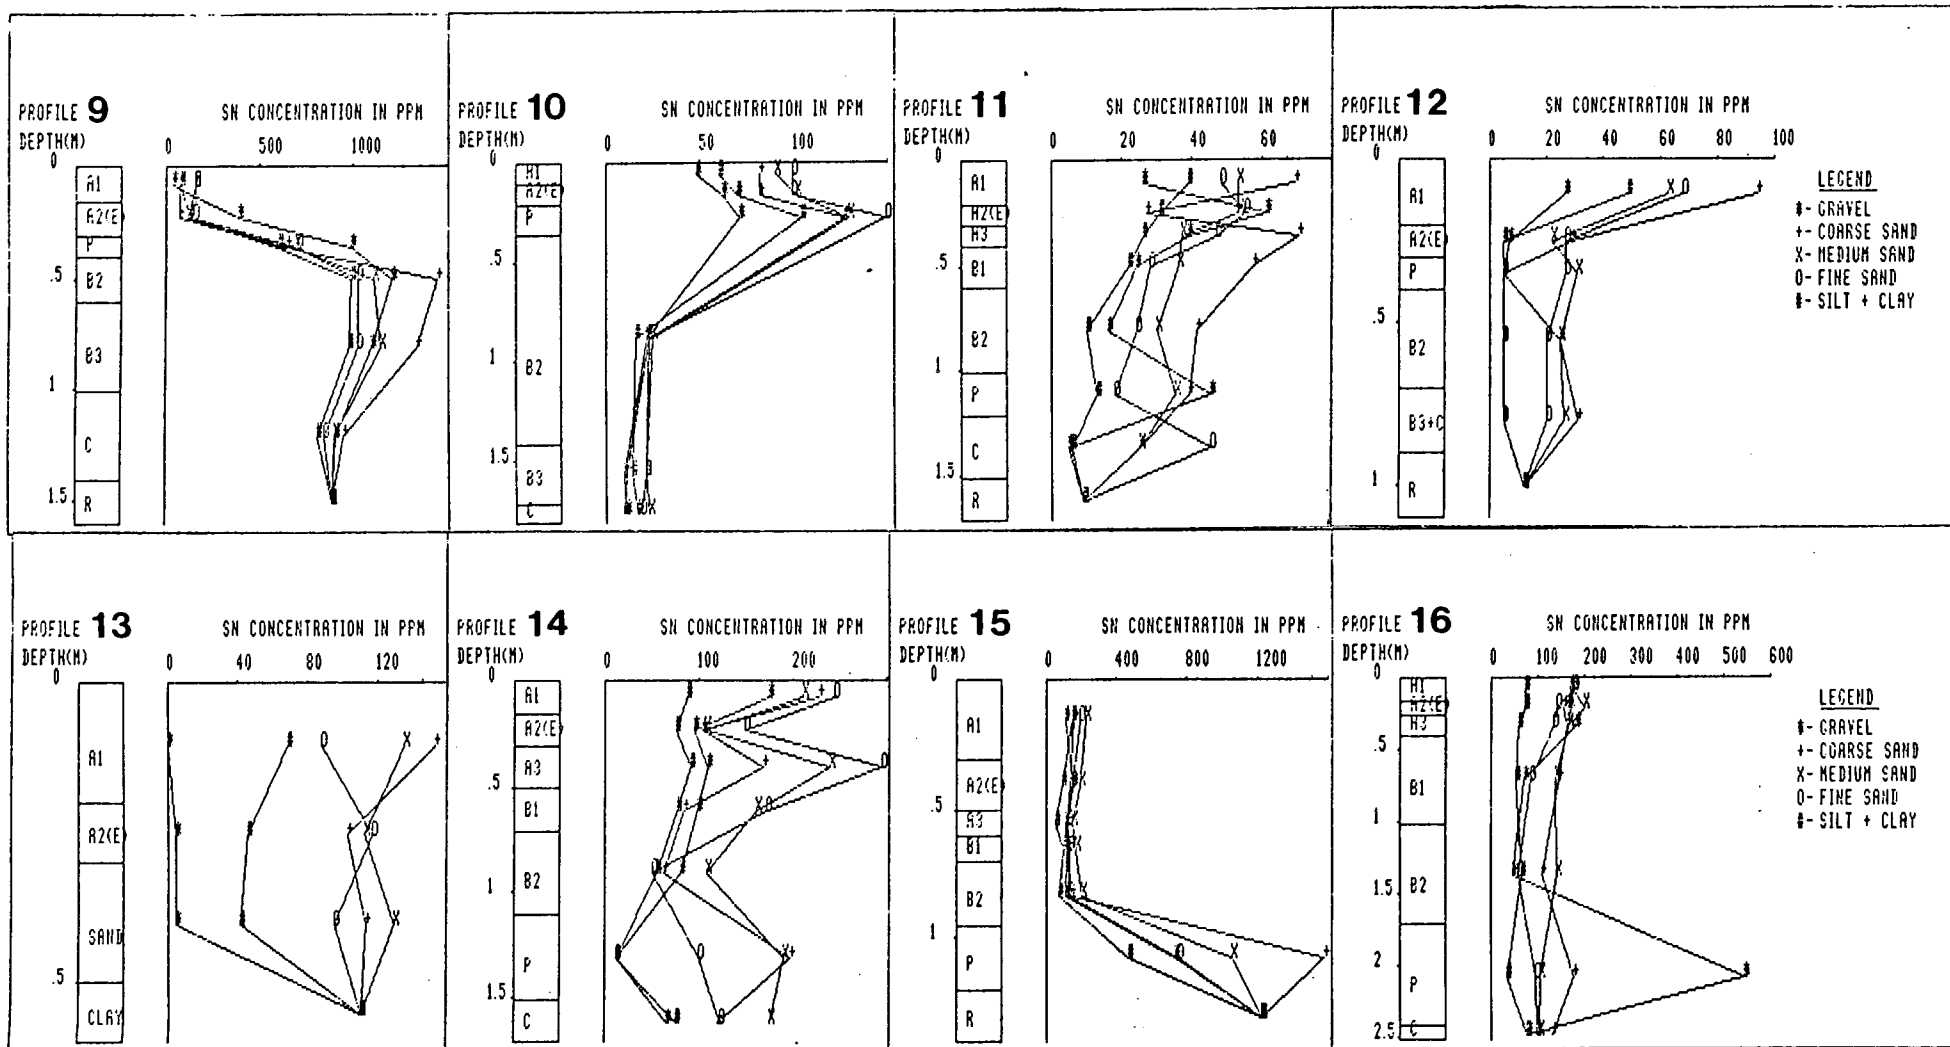 PROFILE 9
SN CONCENTRATION IN PPM
DEPTH(M)
0 500 1000
0
A1
A2(E)
P
.5
B2
B3
1
C
1.5
R
PROFILE 10
SN CONCENTRATION IN PPM
DEPTH(M)
50 100
0
A1
A2(E)
P
.5
1
B2
1.5
B3
C
PROFILE 11
SN CONCENTRATION IN PPM
DEPTH(M)
0 20 40 60
0
A1
A2(E)
A3
.5
B1
B2
1
P
C
1.5
R
PROFILE 12
SN CONCENTRATION IN PPM
DEPTH(M)
0 20 40 60 80 100
0
A1
A2(E)
P
.5
B2
B3+C
1
R
LEGEND
#- GRAVEL
+- COARSE SAND
X- MEDIUM SAND
O- FINE SAND
#- SILT + CLAY
PROFILE 13
SN CONCENTRATION IN PPM
DEPTH(M)
0 40 80 120
0
A1
A2(E)
SAND
.5
CLAY
PROFILE 14
SN CONCENTRATION IN PPM
DEPTH(M)
0 100 200
0
A1
A2(E)
A3
.5
B1
B2
1
P
1.5
C
PROFILE 15
SN CONCENTRATION IN PPM
DEPTH(M)
0 400 1200
0
A1
A2(E)
.5
A3
B1
B2
1
P
R
PROFILE 16
SN CONCENTRATION IN PPM
DEPTH(M)
0 100 200 300 400 500 600
0
A1
A2(E)
A3
.5
B1
1
1.5
B2
2
P
2.5
C
LEGEND
#- GRAVEL
+- COARSE SAND
X- MEDIUM SAND
O- FINE SAND
#- SILT + CLAY